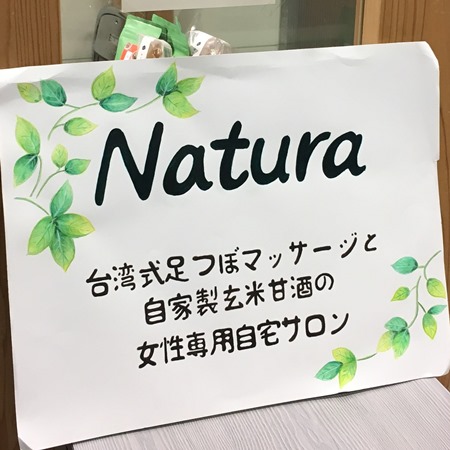 Natura
台湾式足つぼマッサージと
自家製玄米甘酒の
女性専用自宅サロン